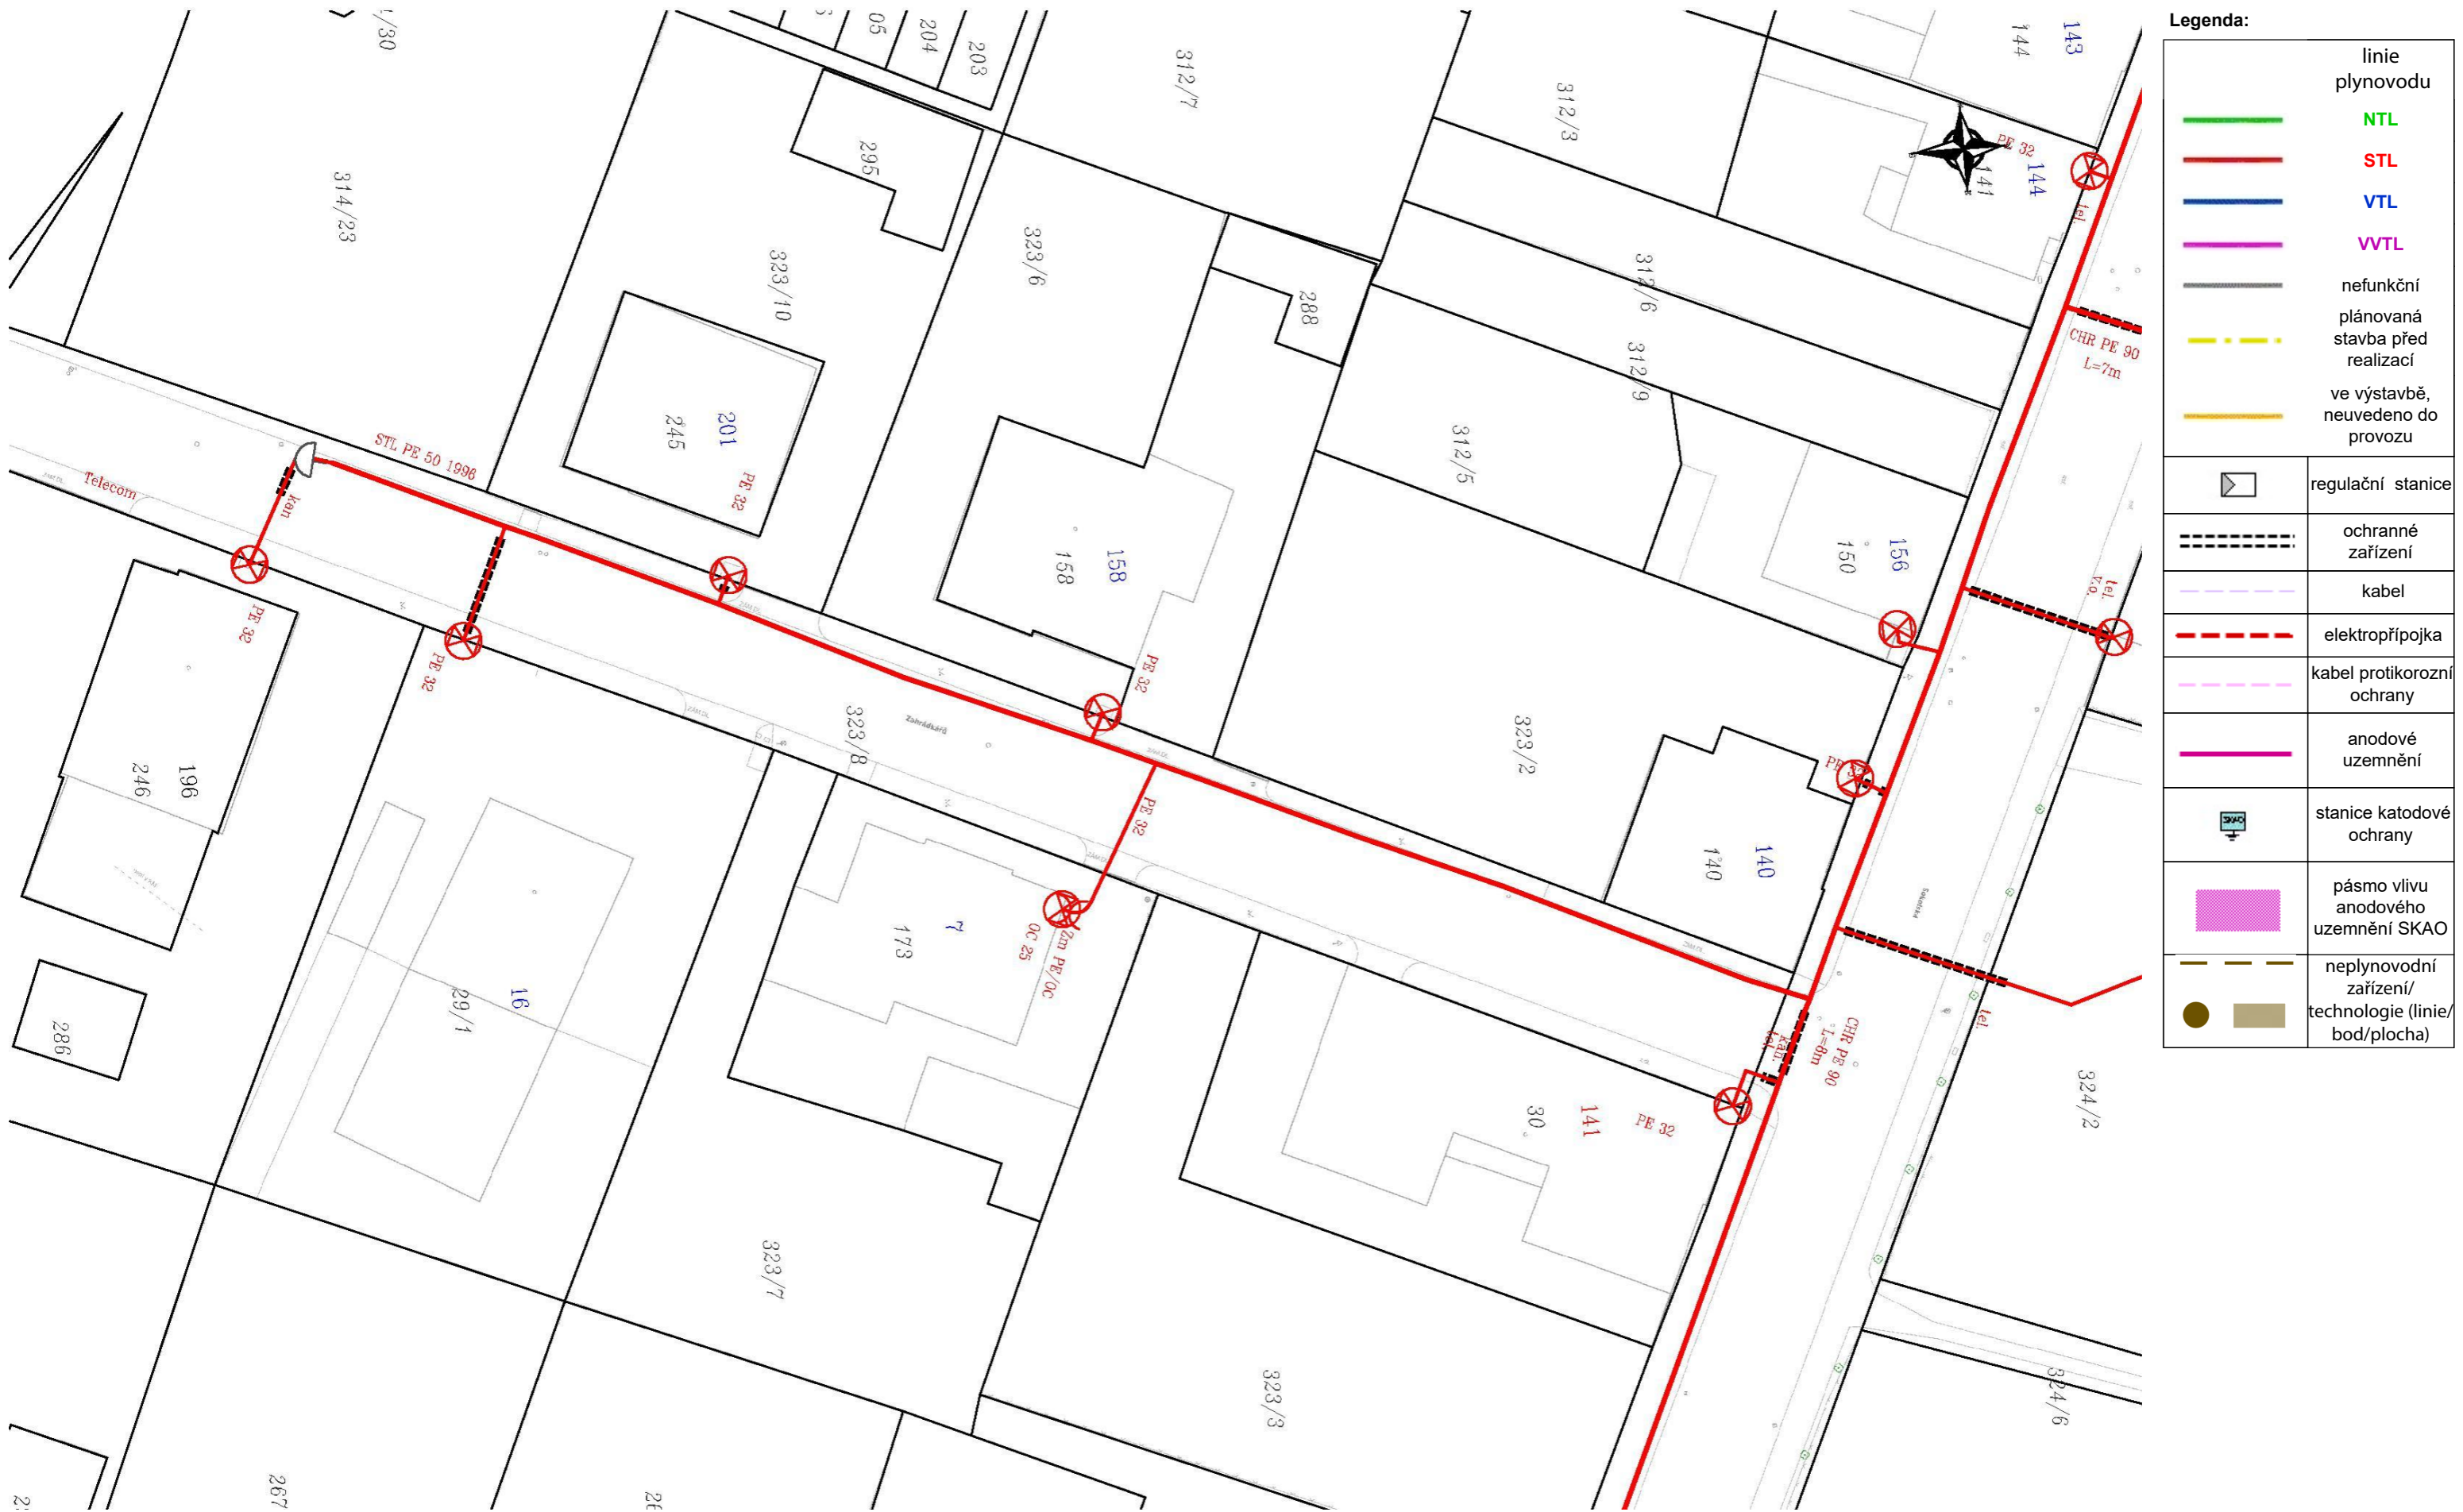 203
204
05
312/7
312/3
144
143
PE 32
141
144
tel.
295
314/23
323/10
323/6
288
312/6
312/9
CHR PE 90
L=7m
201
245
PE 32
STL PE 50 1996
Telecom
kan
312/5
158
158
156
150
tel.
v.o.
PE 32
PE 32
PE 32
196
246
323/8
Zahrádkářů
PE 32
323/2
140
140
Sokolská
7
173
Zm PE/OC
OC 25
16
29/1
286
tel.
CHR PE 90
L=8m
kan.
tel.
30
141
PE 32
324/2
323/7
323/3
324/6
267
Legenda:
linie
plynovodu
NTL
STL
VTL
VVTL
nefunkční
plánovaná
stavba před
realizací
ve výstavbě,
neuvedeno do
provozu
regulační stanice
ochranné
zařízení
kabel
elektropřípojka
kabel protikorozní
ochrany
anodové
uzemnění
SKAO
stanice katodové
ochrany
pásmo vlivu
anodového
uzemnění SKAO
neplynovodní
zařízení/
technologie (linie/
bod/plocha)